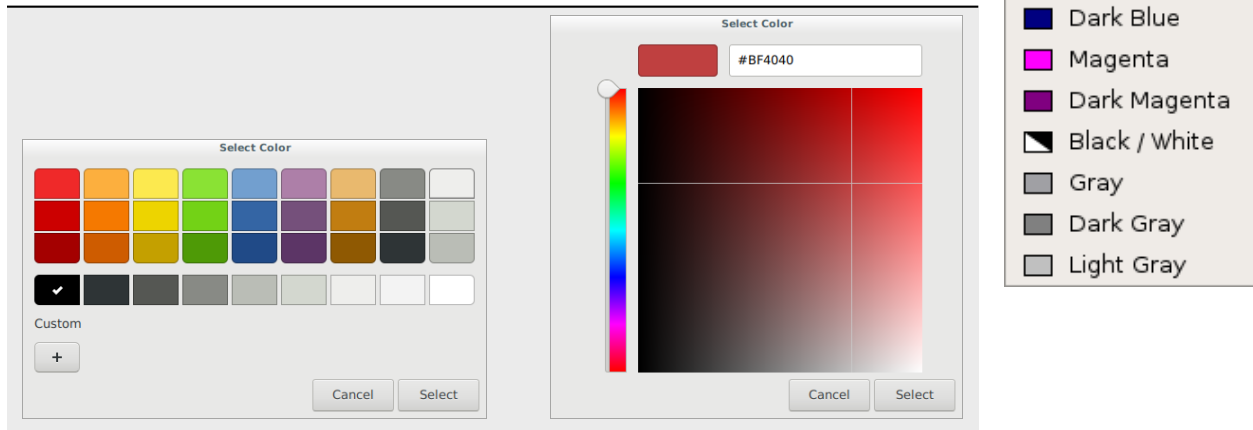 Select Color
Custom
+
Cancel
Select
Select Color
#BF4040
Cancel
Select
Dark Blue
Magenta
Dark Magenta
Black / White
Gray
Dark Gray
Light Gray